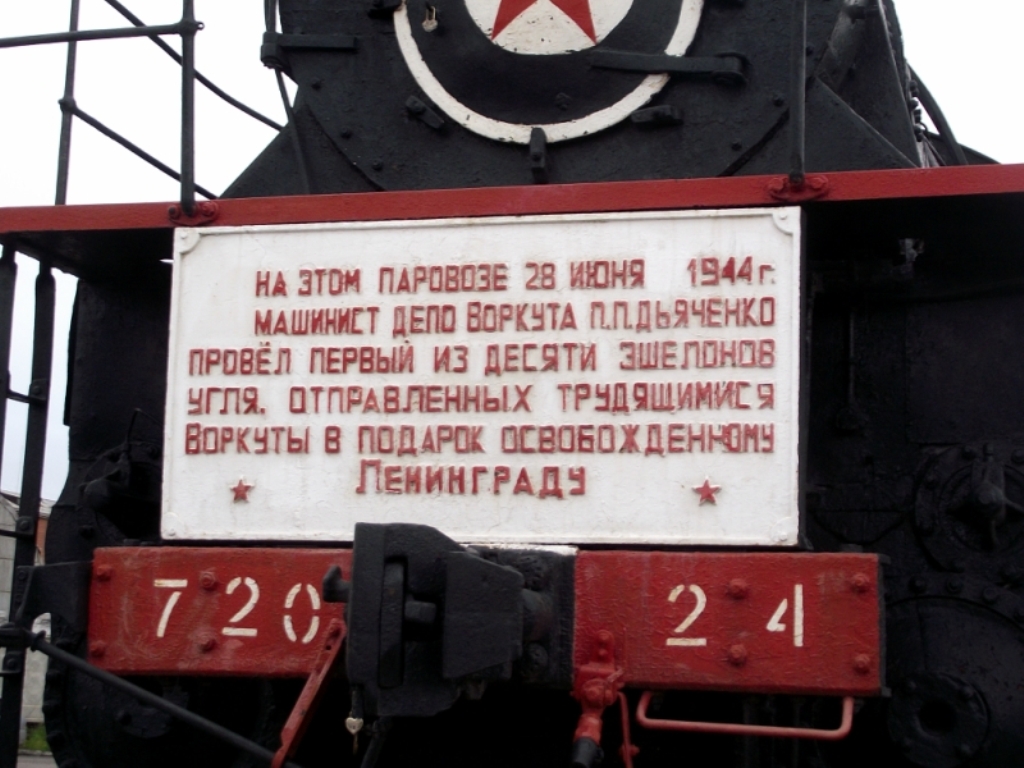 НА ЭТОМ ПАРОВОЗЕ 28 ИЮНЯ 1944 г.
МАШИНИСТ ДЕПО ВОРКУТА П.П.ДЬЯЧЕНКО
ПРОВЁЛ ПЕРВЫЙ ИЗ ДЕСЯТИ ЭШЕЛОНОВ
УГЛЯ, ОТПРАВЛЕННЫХ ТРУДЯЩИМИСЯ
ВОРКУТЫ В ПОДАРОК ОСВОБОЖДЕННОМУ
ЛЕНИНГРАДУ
720 24